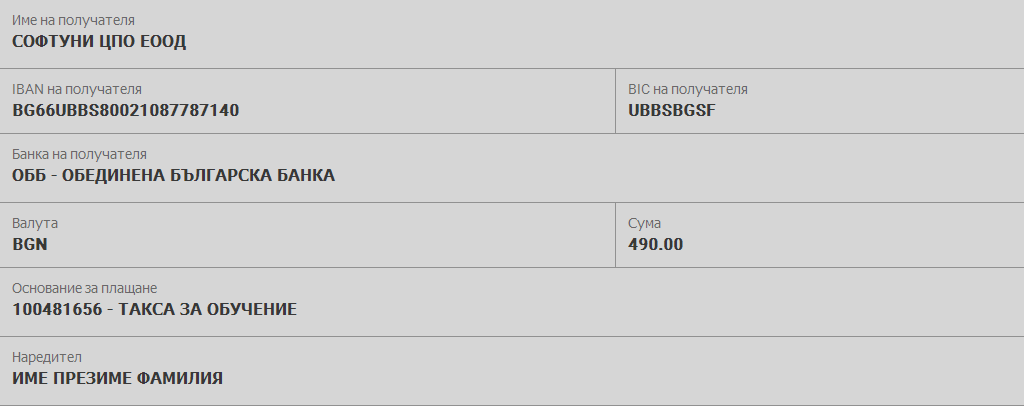 Име на получателя
СОФТУНИ ЦПО ЕООД
IBAN на получателя
BG66UBBS80021087787140
BIC на получателя
UBBSBGSF
Банка на получателя
ОББ - ОБЕДИНЕНА БЪЛГАРСКА БАНКА
Валута
BGN
Сума
490.00
Основание за плащане
100481656 - ТАКСА ЗА ОБУЧЕНИЕ
Наредител
ИМЕ ПРЕЗИМЕ ФАМИЛИЯ